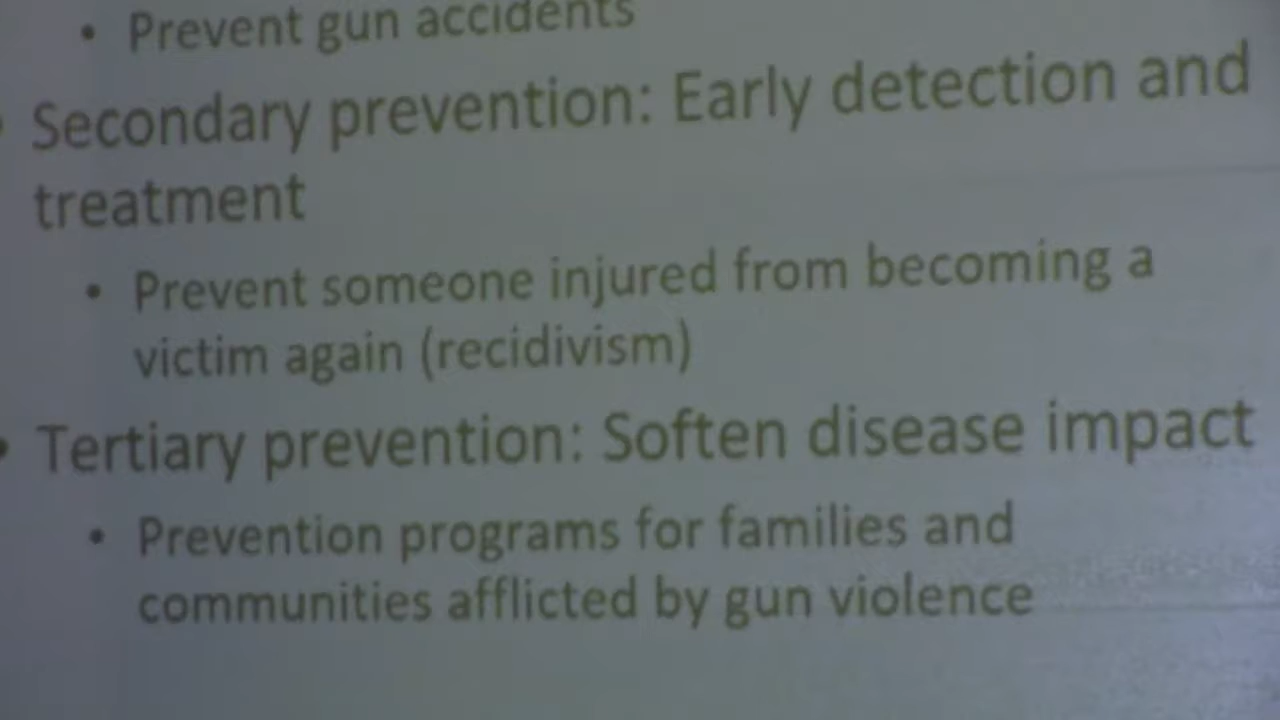 • Prevent gun accidents
• Secondary prevention: Early detection and
treatment
• Prevent someone injured from becoming a
victim again (recidivism)
• Tertiary prevention: Soften disease impact
• Prevention programs for families and
communities afflicted by gun violence